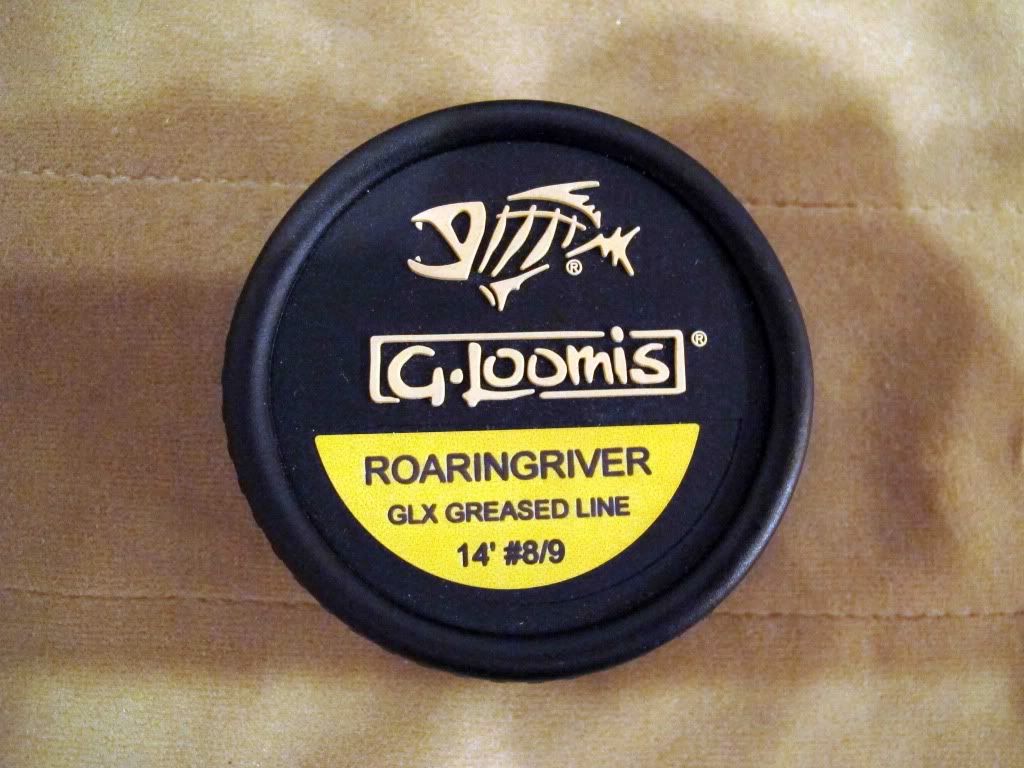 ®
G.Loomis ®
ROARINGRIVER
GLX GREASED LINE
14' #8/9